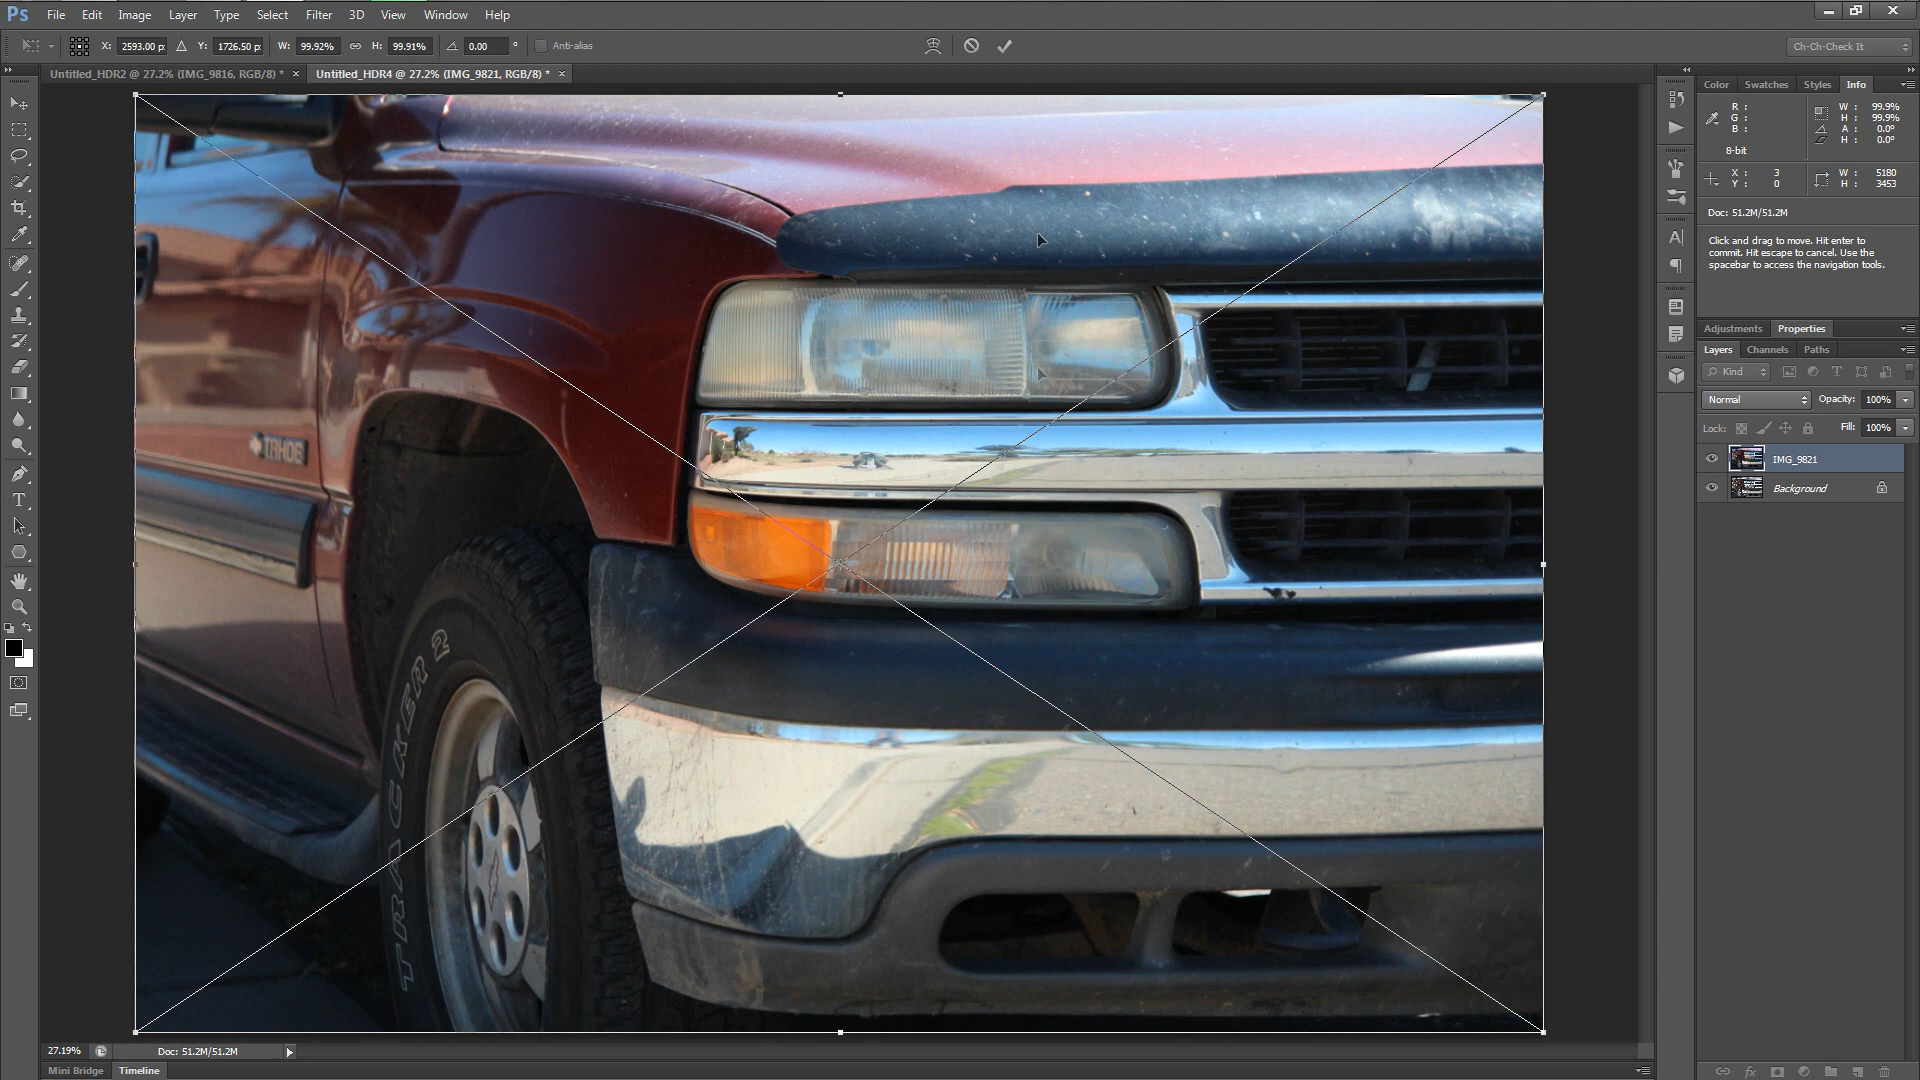 Ps File Edit Image Layer Type Select Filter 3D View Window Help
X: 2593.00 p Y: 1726.50 p W: 99.92% H: 99.91% 0.00 ° Anti-alias Ch-Ch-Check It
Untitled_HDR2 @ 27.2% (IMG_9816, RGB/8) * × Untitled_HDR4 @ 27.2% (IMG_9821, RGB/8) * ×
Color Swatches Styles Info
R : W : 99.9%
G : H : 99.9%
B : A : 0.0°
H : 0.0°
8-bit
X : 3 W : 5180
Y : 0 H : 3453
Doc: 51.2M/51.2M
Click and drag to move. Hit enter to
commit. Hit escape to cancel. Use the
spacebar to access the navigation tools.
Adjustments Properties
Layers Channels Paths
Kind
Normal Opacity: 100%
Lock: Fill: 100%
IMG_9821
Background
TAHOE
TRACKER 2
27.19% Doc: 51.2M/51.2M
Mini Bridge Timeline